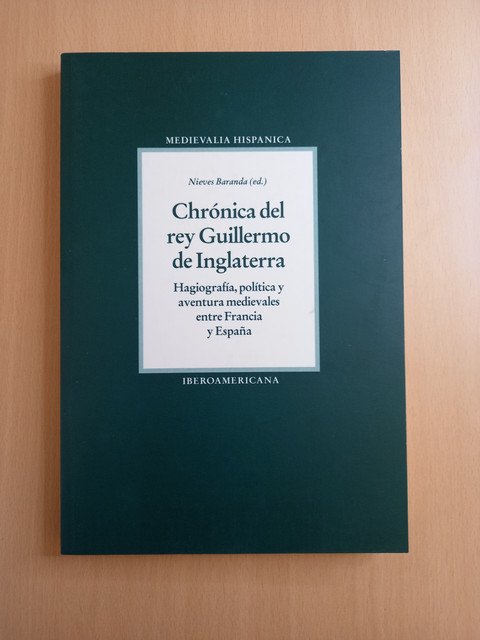 MEDIEVALIA HISPANICA
Nieves Baranda (ed.)
Chrónica del
rey Guillermo
de Inglaterra
Hagiografía, política y
aventura medievales
entre Francia
y España
IBEROAMERICANA